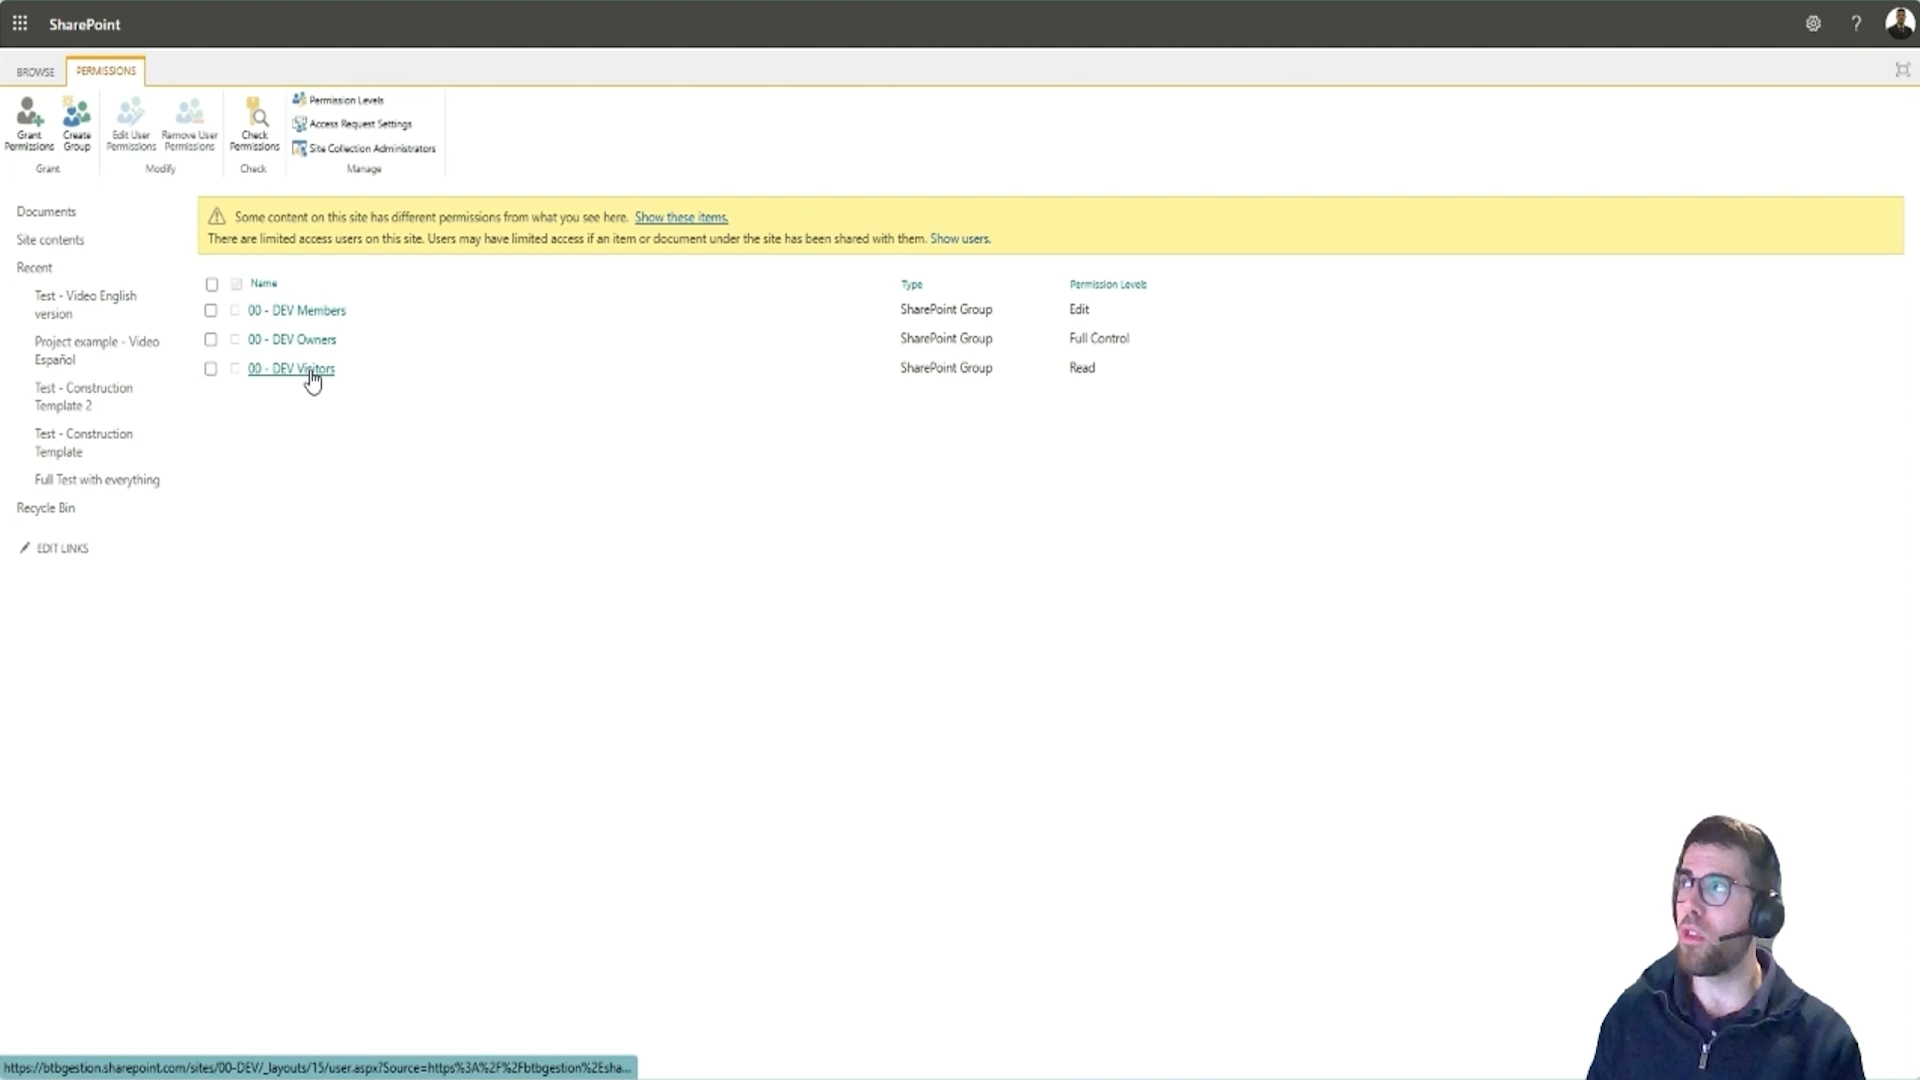 SharePoint
?
BROWSE
PERMISSIONS
Grant
Permissions
Create
Group
Grant
Edit User
Permissions
Remove User
Permissions
Modify
Check
Permissions
Check
Permission Levels
Access Request Settings
Site Collection Administrators
Manage
Documents
Site contents
Recent
Test - Video English
version
Project example - Video
Español
Test - Construction
Template 2
Test - Construction
Template
Full Test with everything
Recycle Bin
EDIT LINKS
Some content on this site has different permissions from what you see here. Show these items.
There are limited access users on this site. Users may have limited access if an item or document under the site has been shared with them. Show users.
Name Type Permission Levels
00 - DEV Members SharePoint Group Edit
00 - DEV Owners SharePoint Group Full Control
00 - DEV Visitors SharePoint Group Read
https://btbgestion.sharepoint.com/sites/00-DEV/_layouts/15/user.aspx?Source=https%3A%2F%2Fbtbgestion%2Esha...